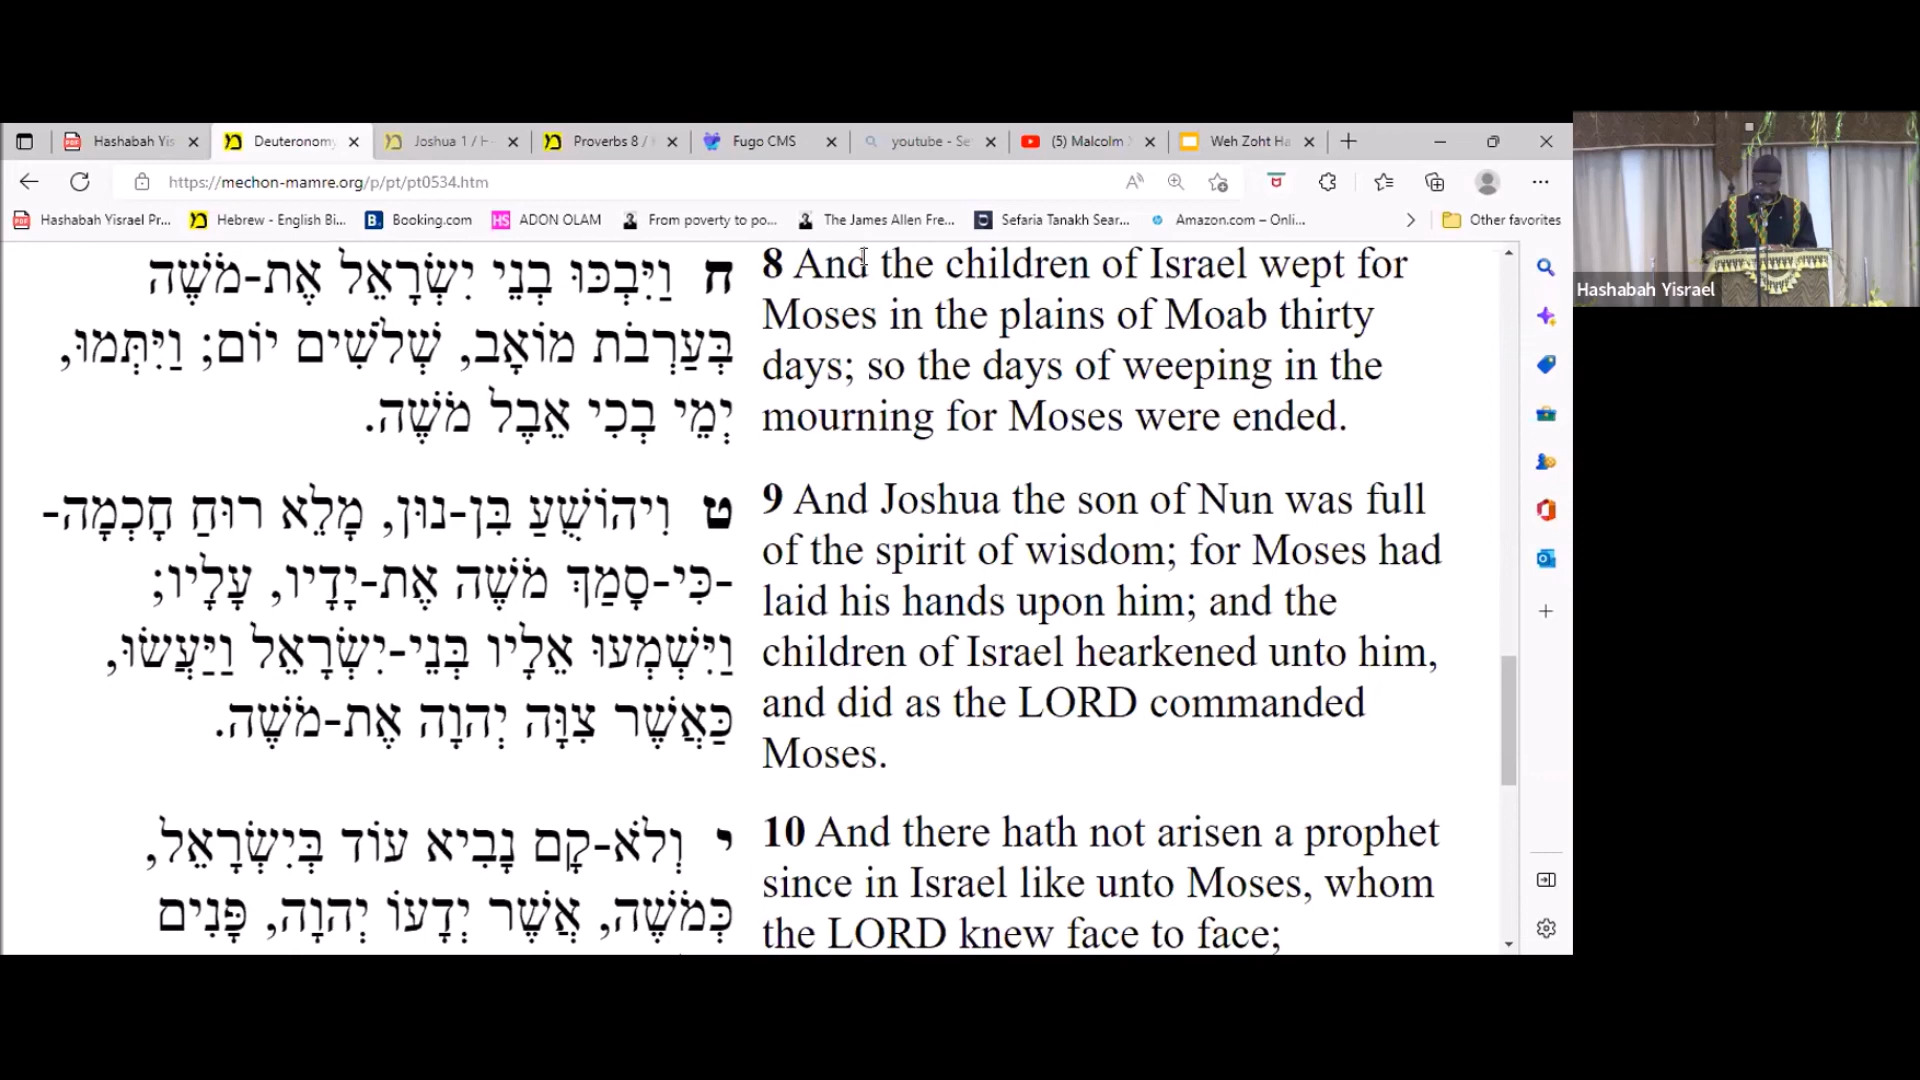 Hashabah Yis
Deuteronomy
Joshua 1 / H
Proverbs 8 /
Fugo CMS
youtube - Se
(5) Malcolm
Weh Zoht Ha
https://mechon-mamre.org/p/pt/pt0534.htm
Hashabah Yisrael Pr...
Hebrew - English Bi...
Booking.com
ADON OLAM
From poverty to po...
The James Allen Fre...
Sefaria Tanakh Sear...
Amazon.com – Onli...
Other favorites
ח וַיִּבְכּוּ בְנֵי יִשְׂרָאֵל אֶת-מֹשֶׁה
בְּעַרְבֹת מוֹאָב, שְׁלֹשִׁים יוֹם; וַיִּתְּמוּ,
יְמֵי בְכִי אֵבֶל מֹשֶׁה.
8 And the children of Israel wept for
Moses in the plains of Moab thirty
days; so the days of weeping in the
mourning for Moses were ended.
ט וִיהוֹשֻׁעַ בִּן-נוּן, מָלֵא רוּחַ חָכְמָה-
-כִּי-סָמַךְ מֹשֶׁה אֶת-יָדָיו, עָלָיו;
וַיִּשְׁמְעוּ אֵלָיו בְּנֵי-יִשְׂרָאֵל וַיַּעֲשׂוּ,
כַּאֲשֶׁר צִוָּה יְהוָה אֶת-מֹשֶׁה.
9 And Joshua the son of Nun was full
of the spirit of wisdom; for Moses had
laid his hands upon him; and the
children of Israel hearkened unto him,
and did as the LORD commanded
Moses.
י וְלֹא-קָם נָבִיא עוֹד בְּיִשְׂרָאֵל,
כְּמֹשֶׁה, אֲשֶׁר יְדָעוֹ יְהוָה, פָּנִים
10 And there hath not arisen a prophet
since in Israel like unto Moses, whom
the LORD knew face to face;
Hashabah Yisrael